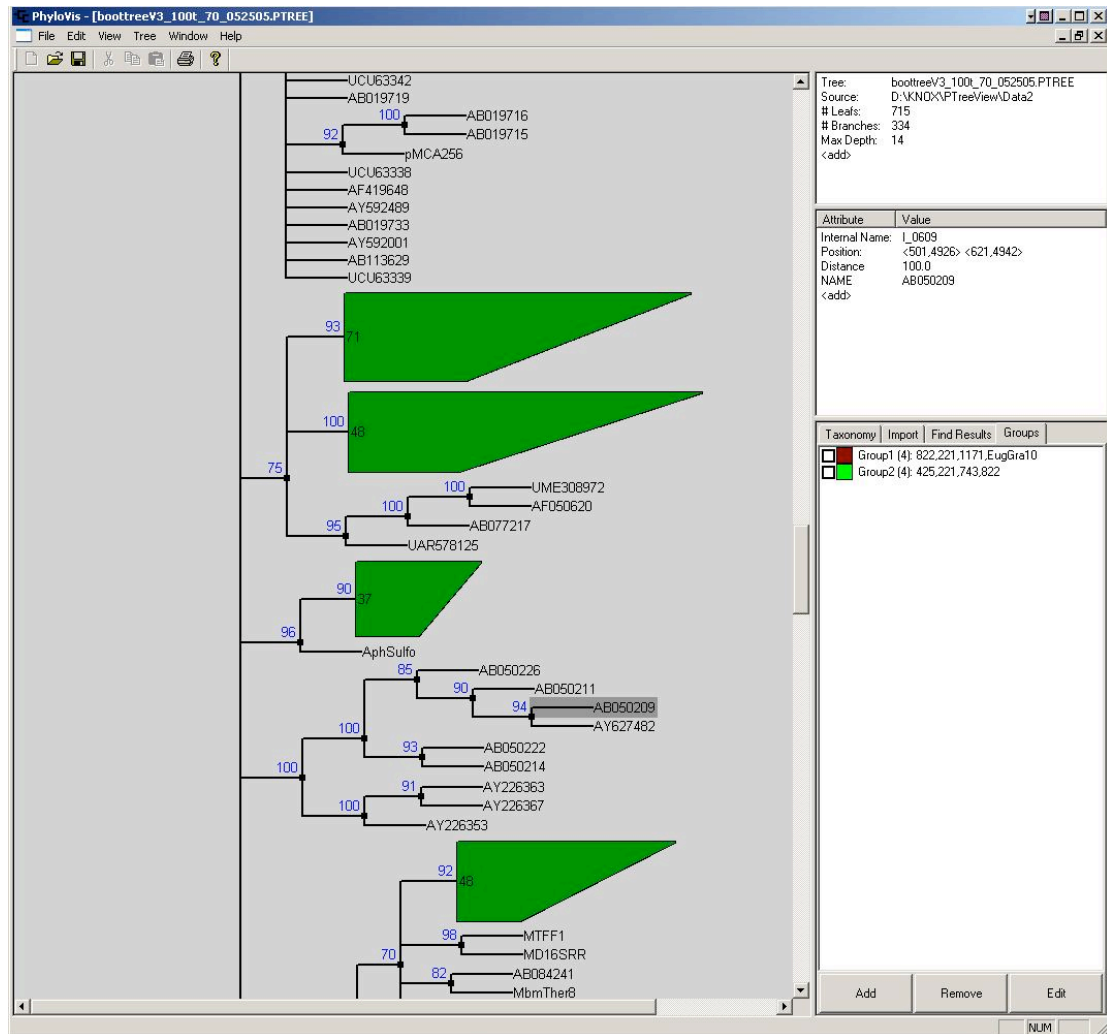 PhyloVis - [boottreeV3_100t_70_052505.PTREE]
File Edit View Tree Window Help
UCU63342
AB019719
100
AB019716
92
AB019715
pMCA256
UCU63338
AF419648
AY592489
AB019733
AY592001
AB113629
UCU63339
93
71
100
48
75
100
UME308972
100
AF050620
95
AB077217
UAR578125
90
37
96
AphSulfo
85
AB050226
90
AB050211
94
AB050209
100
AY627482
93
AB050222
100
AB050214
91
AY226363
100
AY226367
AY226353
92
48
98
MTFF1
70
MD16SRR
82
AB084241
MbmTher8
Tree: boottreeV3_100t_70_052505.PTREE
Source: D:\KNOX\PTreeView\Data2
# Leafs: 715
# Branches: 334
Max Depth: 14
<add>
Attribute Value
Internal Name: I_0609
Position: <501,4926> <621,4942>
Distance 100.0
NAME AB050209
<add>
Taxonomy Import Find Results Groups
Group1 (4): 822,221,1171,EugGra10
Group2 (4): 425,221,743,822
Add Remove Edit
NUM